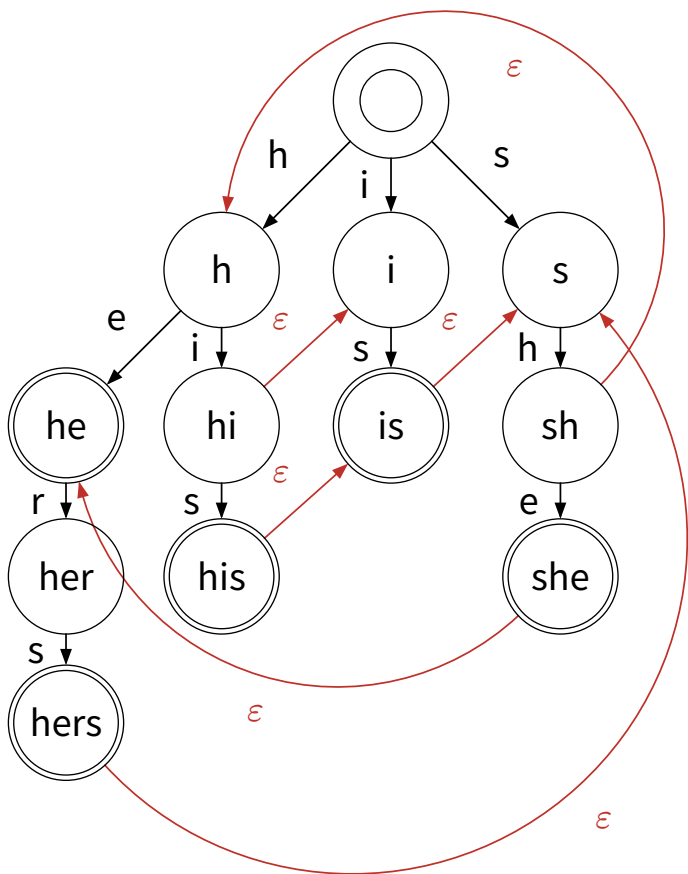 ε
h
i
s
h
i
s
e
i
ε
s
ε
h
he
hi
is
sh
r
s
ε
e
her
his
she
s
hers
ε
ε